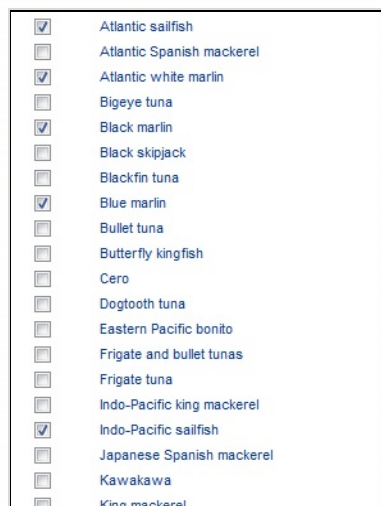 Atlantic sailfish
Atlantic Spanish mackerel
Atlantic white marlin
Bigeye tuna
Black marlin
Black skipjack
Blackfin tuna
Blue marlin
Bullet tuna
Butterfly kingfish
Cero
Dogtooth tuna
Eastern Pacific bonito
Frigate and bullet tunas
Frigate tuna
Indo-Pacific king mackerel
Indo-Pacific sailfish
Japanese Spanish mackerel
Kawakawa
King mackerel